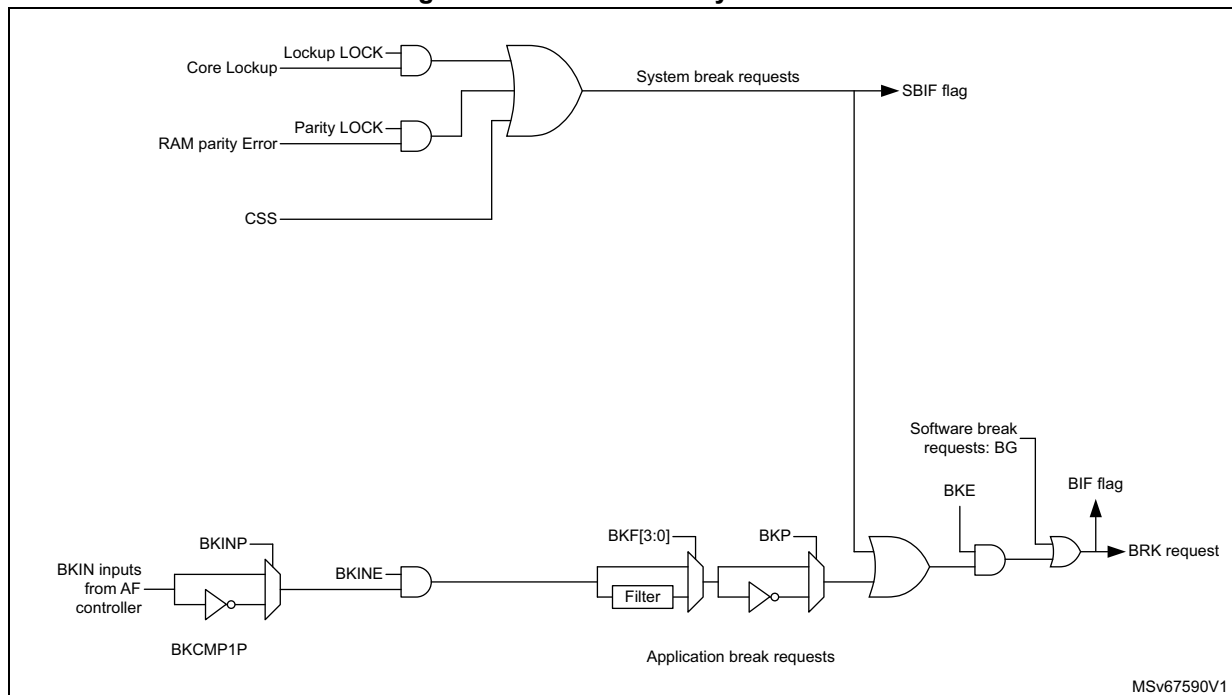 Lockup LOCK
Core Lockup
System break requests
SBIF flag
Parity LOCK
RAM parity Error
CSS
Software break
requests: BG
BKE
BIF flag
BKINP
BKF[3:0]
BKP
BRK request
BKIN inputs
from AF
controller
BKINE
Filter
BKCMP1P
Application break requests
MSv67590V1